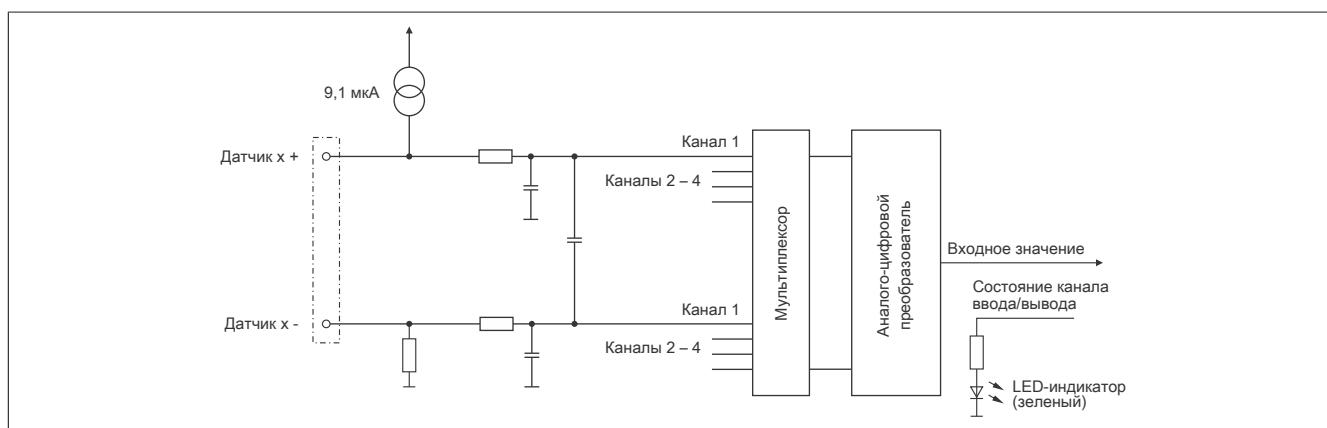 9,1 мкА
Датчик x +
Канал 1
Каналы 2 – 4
Мультиплексор
Аналого-цифровой
преобразователь
Входное значение
Состояние канала
ввода/вывода
Датчик x -
Канал 1
Каналы 2 – 4
LED-индикатор
(зеленый)